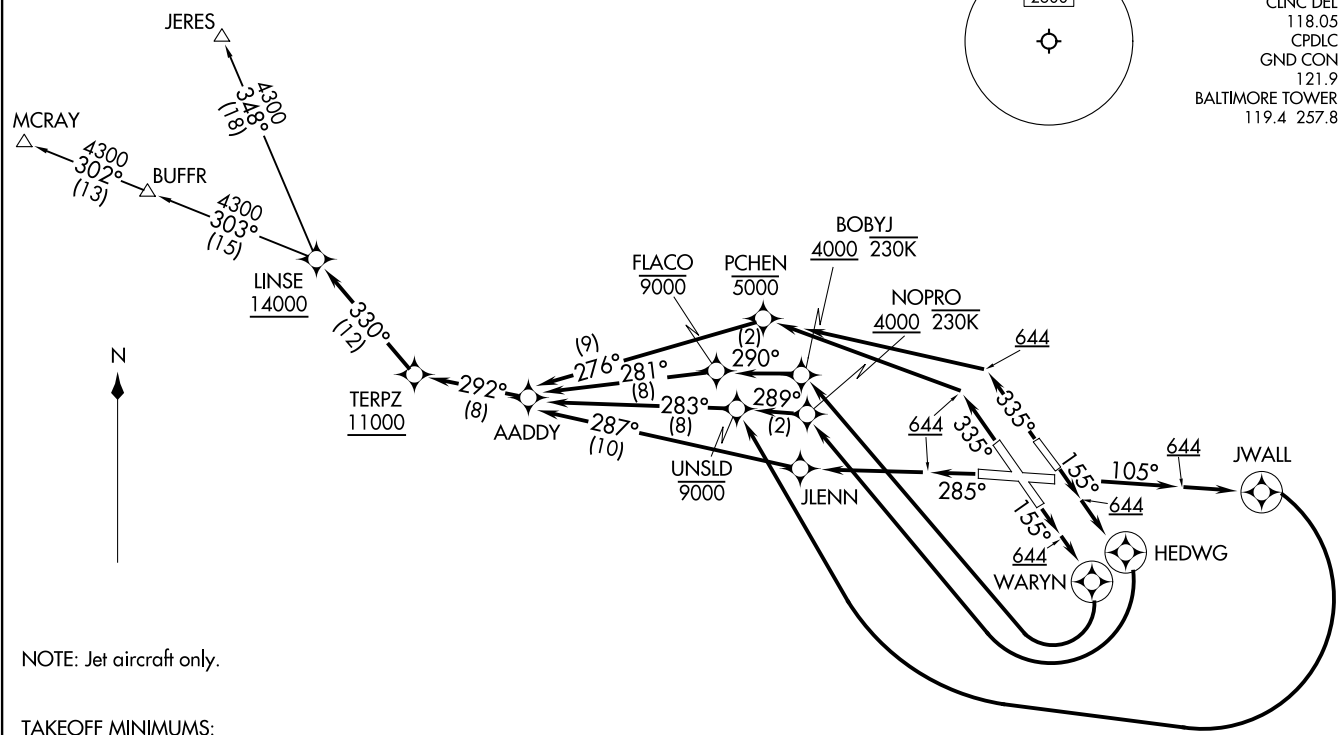 CLNC DEL
118.05
CPDLC
GND CON
121.9
BALTIMORE TOWER
119.4 257.8
JERES
4300
348°
(18)
MCRAY
4300
302°
(13)
BUFFR
4300
303°
(15)
LINSE
14000
330°
(12)
N
TERPZ
11000
292°
(8)
AADDY
FLACO
9000
PCHEN
5000
BOBYJ
4000 230K
NOPRO
4000 230K
(9)
276°
281°
(8)
(2)
290°
283°
(8)
289°
(2)
287°
(10)
UNSLD
9000
JLENN
644
644
335°
335°
644
285°
155°
644
155°
644
105°
644
JWALL
HEDWG
WARYN
NOTE: Jet aircraft only.
TAKEOFF MINIMUMS: